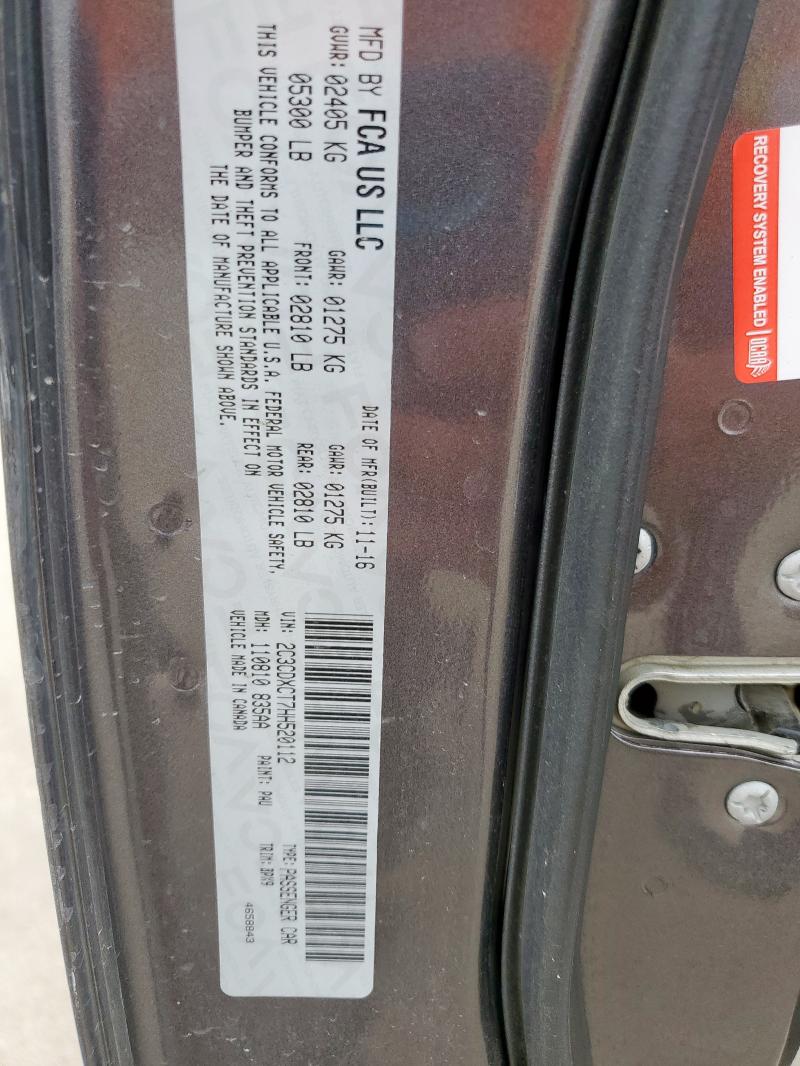 MFD BY FCA US LLC
DATE OF MFR(BUILT): 11-16
GVWR: 02405 KG GAWR: 01275 KG GAWR: 01275 KG
05300 LB FRONT: 02810 LB REAR: 02810 LB
THIS VEHICLE CONFORMS TO ALL APPLICABLE U.S.A. FEDERAL MOTOR VEHICLE SAFETY,
BUMPER AND THEFT PREVENTION STANDARDS IN EFFECT ON
THE DATE OF MANUFACTURE SHOWN ABOVE.
VIN: 2C3CDXCT7HH520112 TYPE: PASSENGER CAR
MDH: 110810 835AA PAINT: PAU TRIM:
VEHICLE MADE IN CANADA
4658843
RECOVERY SYSTEM ENABLED